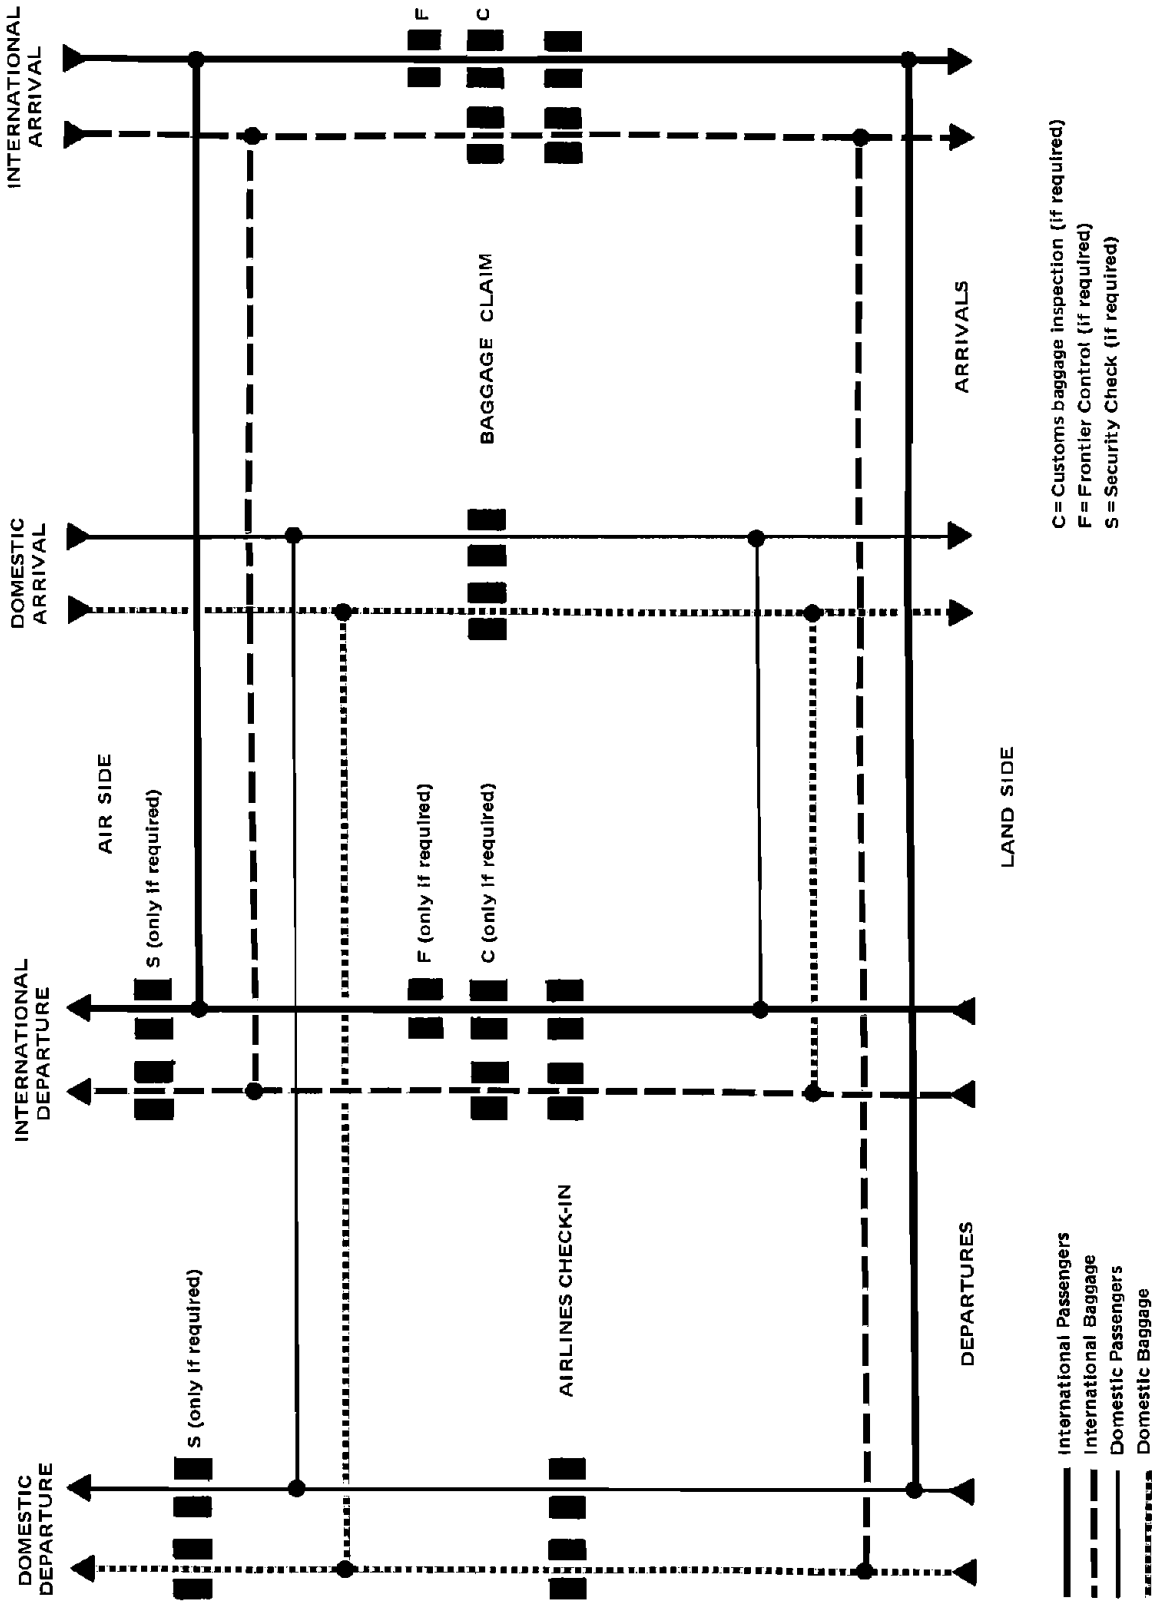 DOMESTIC
DEPARTURE
INTERNATIONAL
DEPARTURE
DOMESTIC
ARRIVAL
INTERNATIONAL
ARRIVAL
AIR SIDE
S (only if required)
S (only if required)
F (only if required)
F
C (only if required)
C
BAGGAGE CLAIM
AIRLINES CHECK-IN
DEPARTURES
ARRIVALS
LAND SIDE
International Passengers
International Baggage
Domestic Passengers
Domestic Baggage
C = Customs baggage inspection (if required)
F = Frontier Control (if required)
S = Security Check (if required)